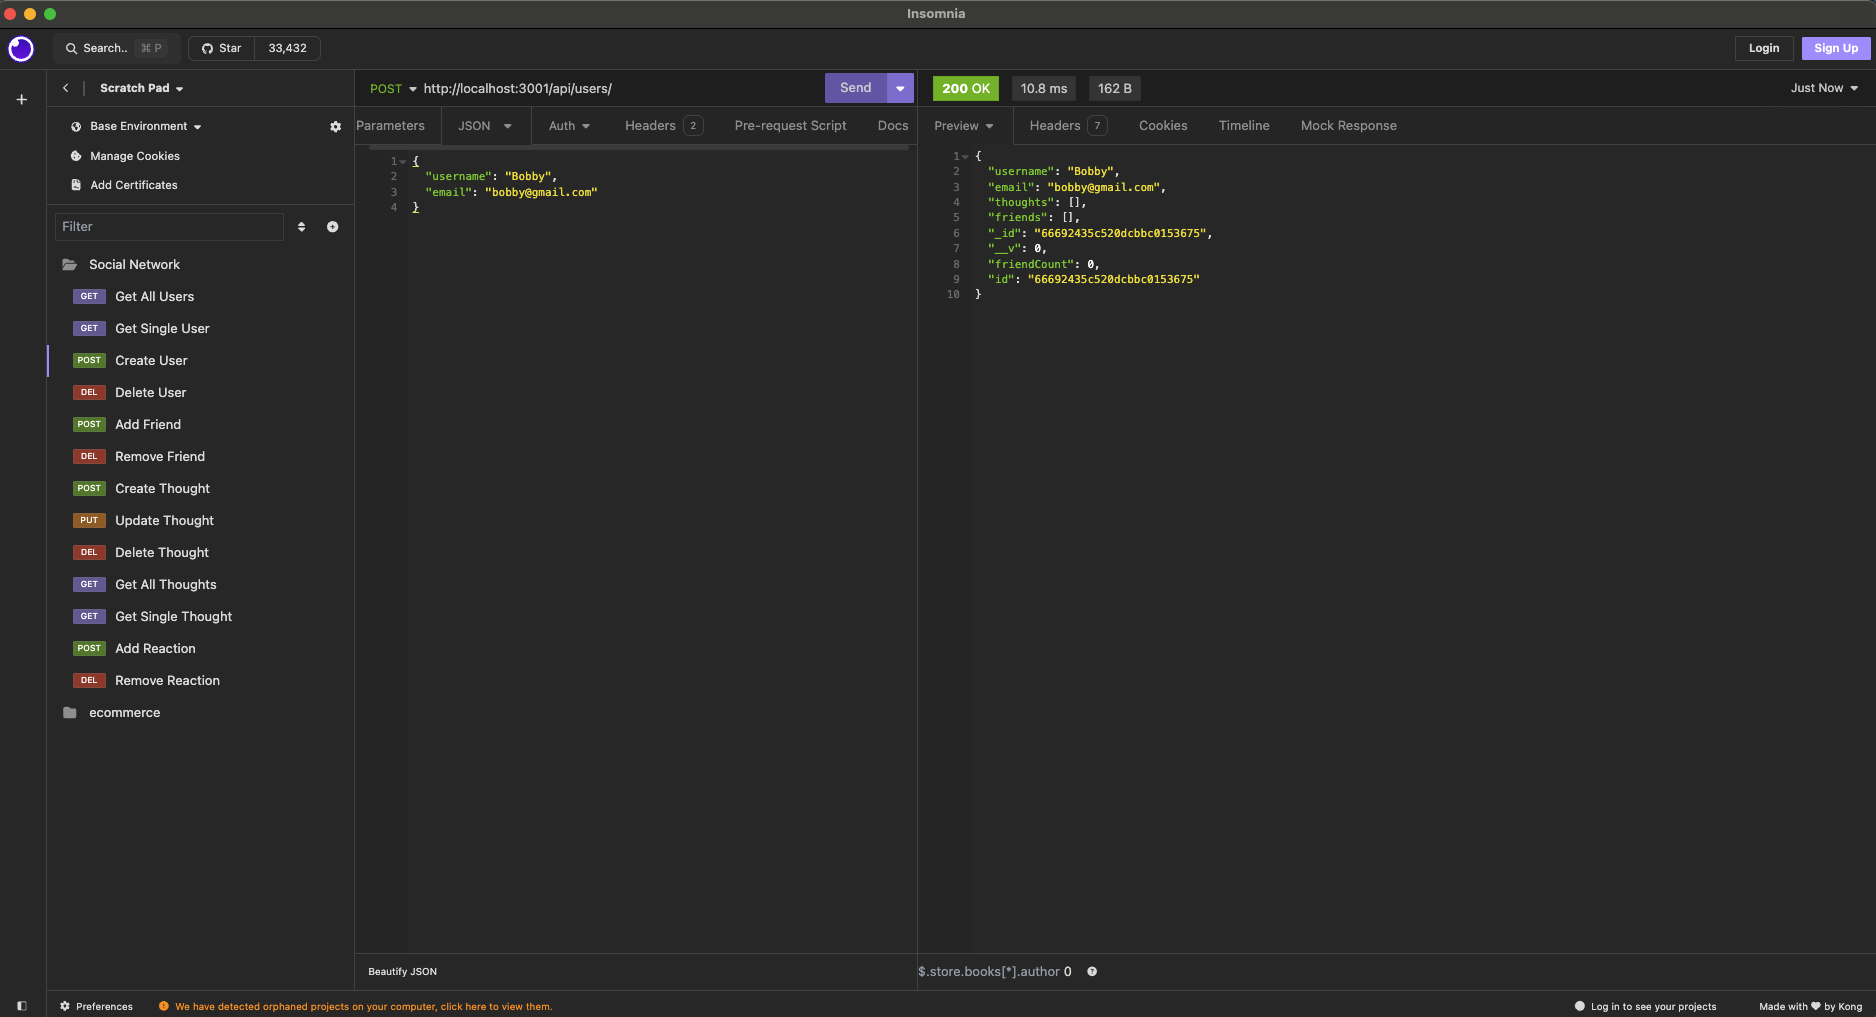 Insomnia
Search.. ⌘ P
Star 33,432
Login
Sign Up
Scratch Pad
Base Environment
Manage Cookies
Add Certificates
Filter
Social Network
GET Get All Users
GET Get Single User
POST Create User
DEL Delete User
POST Add Friend
DEL Remove Friend
POST Create Thought
PUT Update Thought
DEL Delete Thought
GET Get All Thoughts
GET Get Single Thought
POST Add Reaction
DEL Remove Reaction
ecommerce
POST http://localhost:3001/api/users/ Send
Parameters JSON Auth Headers 2 Pre-request Script Docs
1 {
2 "username": "Bobby",
3 "email": "bobby@gmail.com"
4 }
Beautify JSON
200 OK 10.8 ms 162 B Just Now
Preview Headers 7 Cookies Timeline Mock Response
1 {
2 "username": "Bobby",
3 "email": "bobby@gmail.com",
4 "thoughts": [],
5 "friends": [],
6 "_id": "66692435c520dcbbc0153675",
7 "__v": 0,
8 "friendCount": 0,
9 "id": "66692435c520dcbbc0153675"
10 }
$.store.books[*].author 0 ?
Preferences
We have detected orphaned projects on your computer, click here to view them.
Log in to see your projects
Made with ♥ by Kong